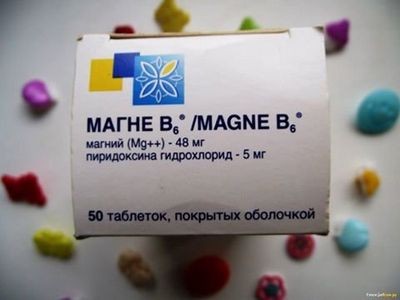 МАГНЕ B₆® /MAGNE B₆®
магний (Mg++) - 48 мг
пиридоксина гидрохлорид - 5 мг
50 таблеток, покрытых оболочкой